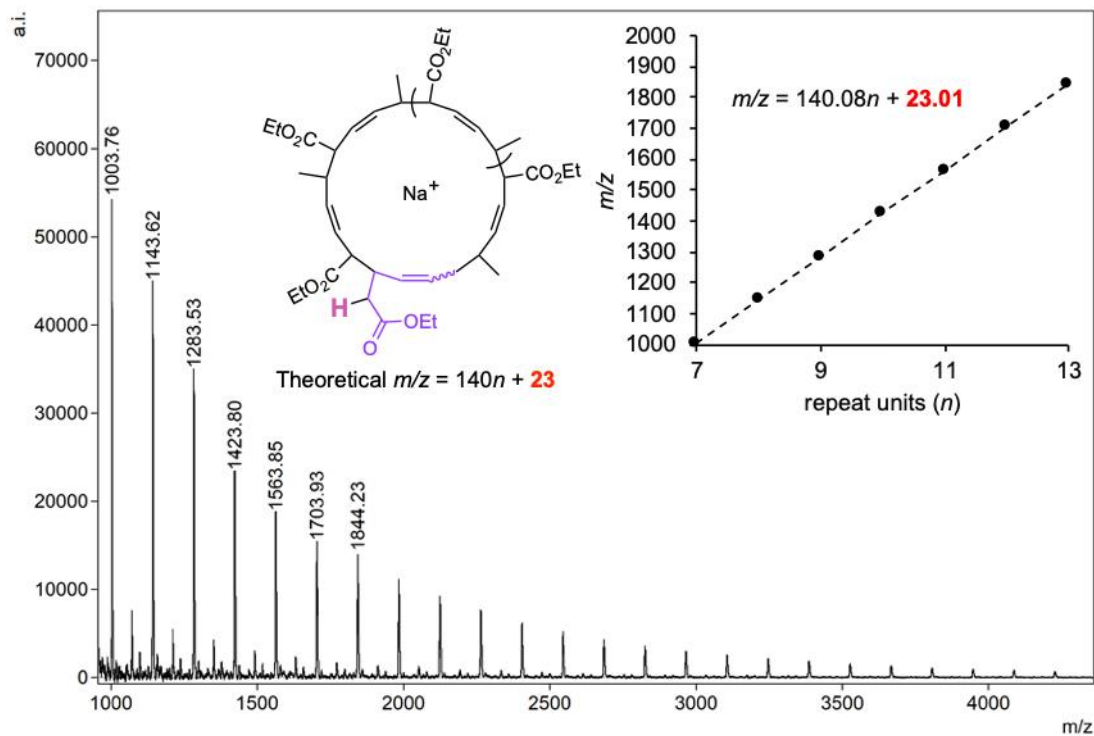 a.i.
70000
60000
50000
40000
30000
20000
10000
0
1000
1500
2000
2500
3000
3500
4000
m/z
1003.76
1143.62
1283.53
1423.80
1563.85
1703.93
1844.23
CO₂Et
EtO₂C
CO₂Et
Na⁺
EtO₂C
H
OEt
O
Theoretical m/z = 140n + 23
2000
1900
1800
1700
1600
1500
1400
1300
1200
1100
1000
m/z
m/z = 140.08n + 23.01
7
9
11
13
repeat units (n)